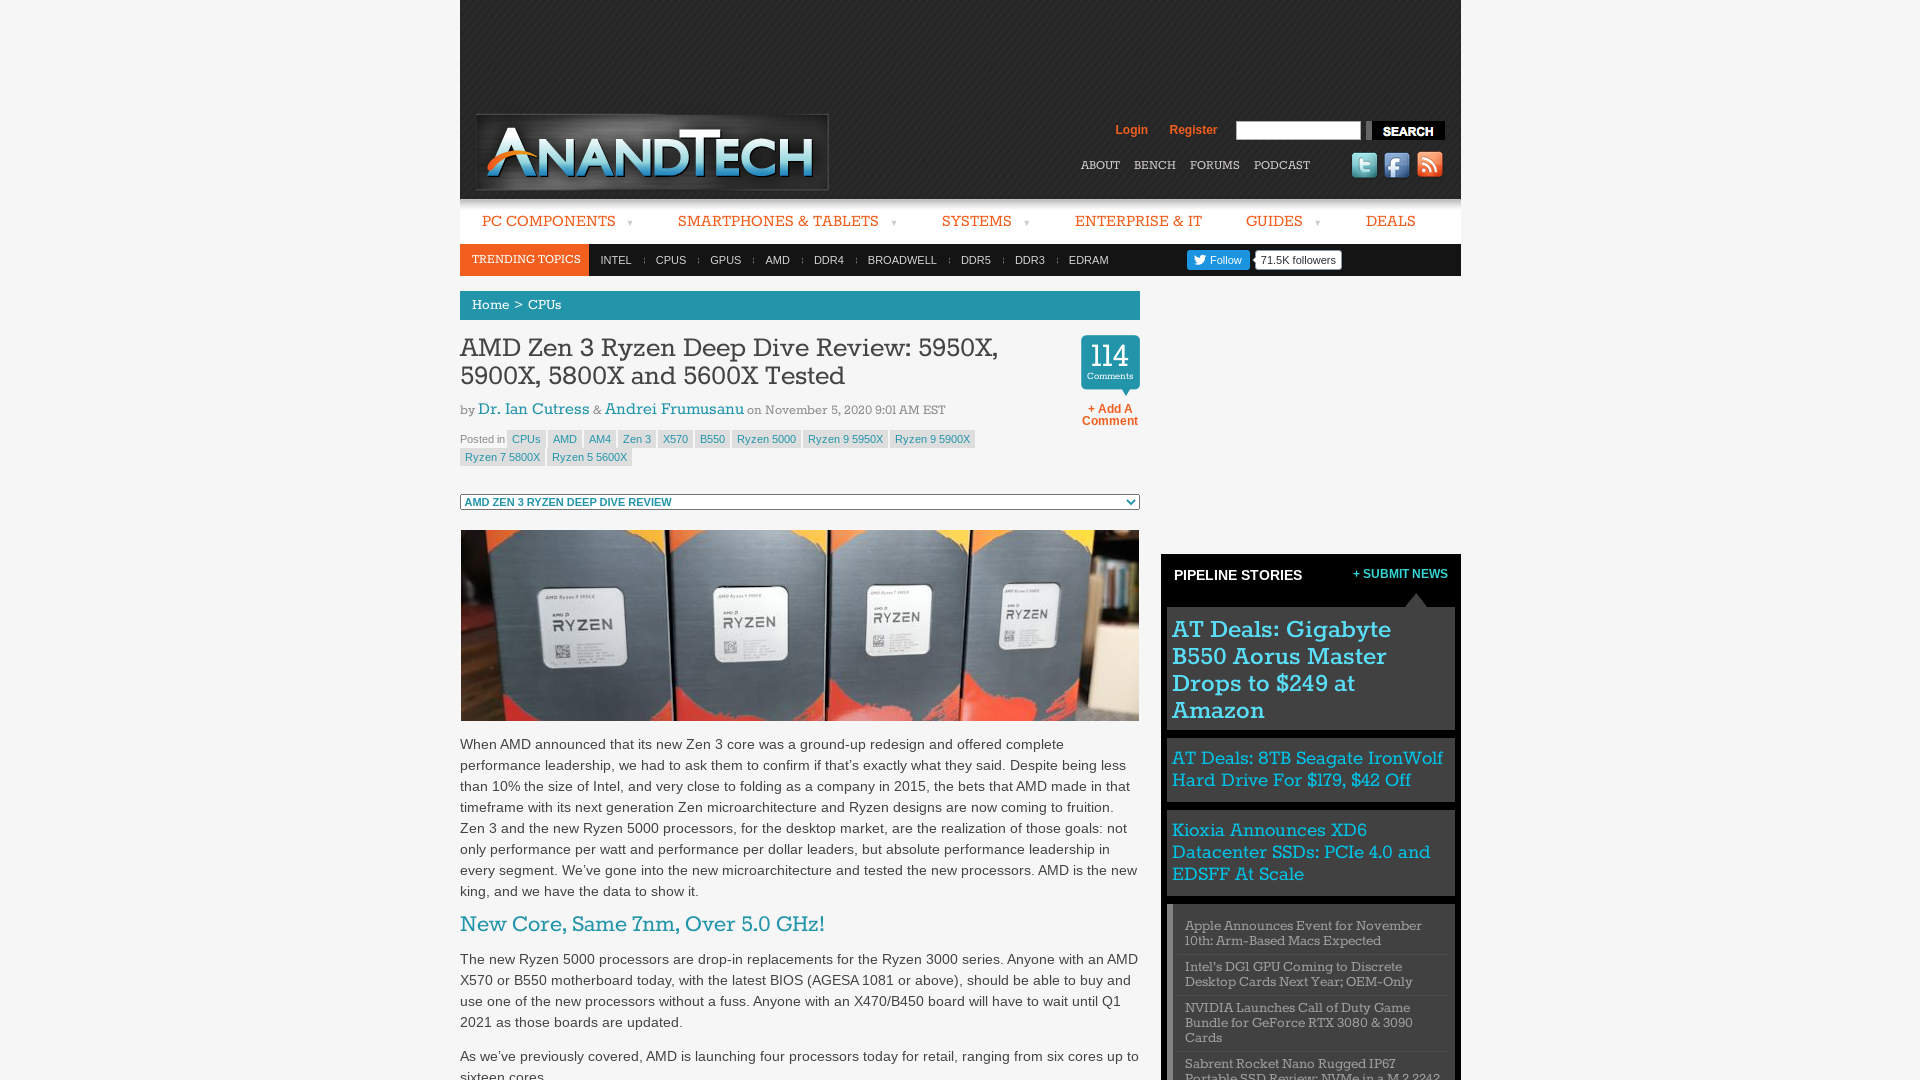 ANANDTECH
Login
Register
SEARCH
ABOUT
BENCH
FORUMS
PODCAST
PC COMPONENTS
SMARTPHONES & TABLETS
SYSTEMS
ENTERPRISE & IT
GUIDES
DEALS
TRENDING TOPICS
INTEL
CPUS
GPUS
AMD
DDR4
BROADWELL
DDR5
DDR3
EDRAM
Follow
71.5K followers
Home > CPUs
AMD Zen 3 Ryzen Deep Dive Review: 5950X,
5900X, 5800X and 5600X Tested
by Dr. Ian Cutress & Andrei Frumusanu on November 5, 2020 9:01 AM EST
114
Comments
+ Add A
Comment
Posted in CPUs AMD AM4 Zen 3 X570 B550 Ryzen 5000 Ryzen 9 5950X Ryzen 9 5900X
Ryzen 7 5800X Ryzen 5 5600X
AMD ZEN 3 RYZEN DEEP DIVE REVIEW
AMD Ryzen 9 5950X
AMD
RYZEN
AMD
RYZEN
AMD
RYZEN
AMD
RYZEN
When AMD announced that its new Zen 3 core was a ground-up redesign and offered complete
performance leadership, we had to ask them to confirm if that’s exactly what they said. Despite being less
than 10% the size of Intel, and very close to folding as a company in 2015, the bets that AMD made in that
timeframe with its next generation Zen microarchitecture and Ryzen designs are now coming to fruition.
Zen 3 and the new Ryzen 5000 processors, for the desktop market, are the realization of those goals: not
only performance per watt and performance per dollar leaders, but absolute performance leadership in
every segment. We’ve gone into the new microarchitecture and tested the new processors. AMD is the new
king, and we have the data to show it.
New Core, Same 7nm, Over 5.0 GHz!
The new Ryzen 5000 processors are drop-in replacements for the Ryzen 3000 series. Anyone with an AMD
X570 or B550 motherboard today, with the latest BIOS (AGESA 1081 or above), should be able to buy and
use one of the new processors without a fuss. Anyone with an X470/B450 board will have to wait until Q1
2021 as those boards are updated.
As we’ve previously covered, AMD is launching four processors today for retail, ranging from six cores up to
sixteen cores.
PIPELINE STORIES
+ SUBMIT NEWS
AT Deals: Gigabyte
B550 Aorus Master
Drops to $249 at
Amazon
AT Deals: 8TB Seagate IronWolf
Hard Drive For $179, $42 Off
Kioxia Announces XD6
Datacenter SSDs: PCIe 4.0 and
EDSFF At Scale
Apple Announces Event for November
10th: Arm-Based Macs Expected
Intel’s DG1 GPU Coming to Discrete
Desktop Cards Next Year; OEM-Only
NVIDIA Launches Call of Duty Game
Bundle for GeForce RTX 3080 & 3090
Cards
Sabrent Rocket Nano Rugged IP67
Portable SSD Review: NVMe in a M.2 2242